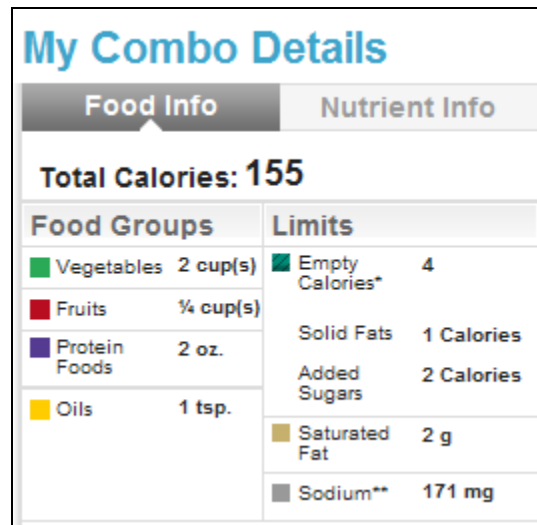 My Combo Details
Food Info
Nutrient Info
Total Calories: 155
Food Groups
Limits
Vegetables 2 cup(s)
Fruits ¼ cup(s)
Protein Foods 2 oz.
Oils 1 tsp.
Empty Calories* 4
Solid Fats 1 Calories
Added Sugars 2 Calories
Saturated Fat 2 g
Sodium** 171 mg